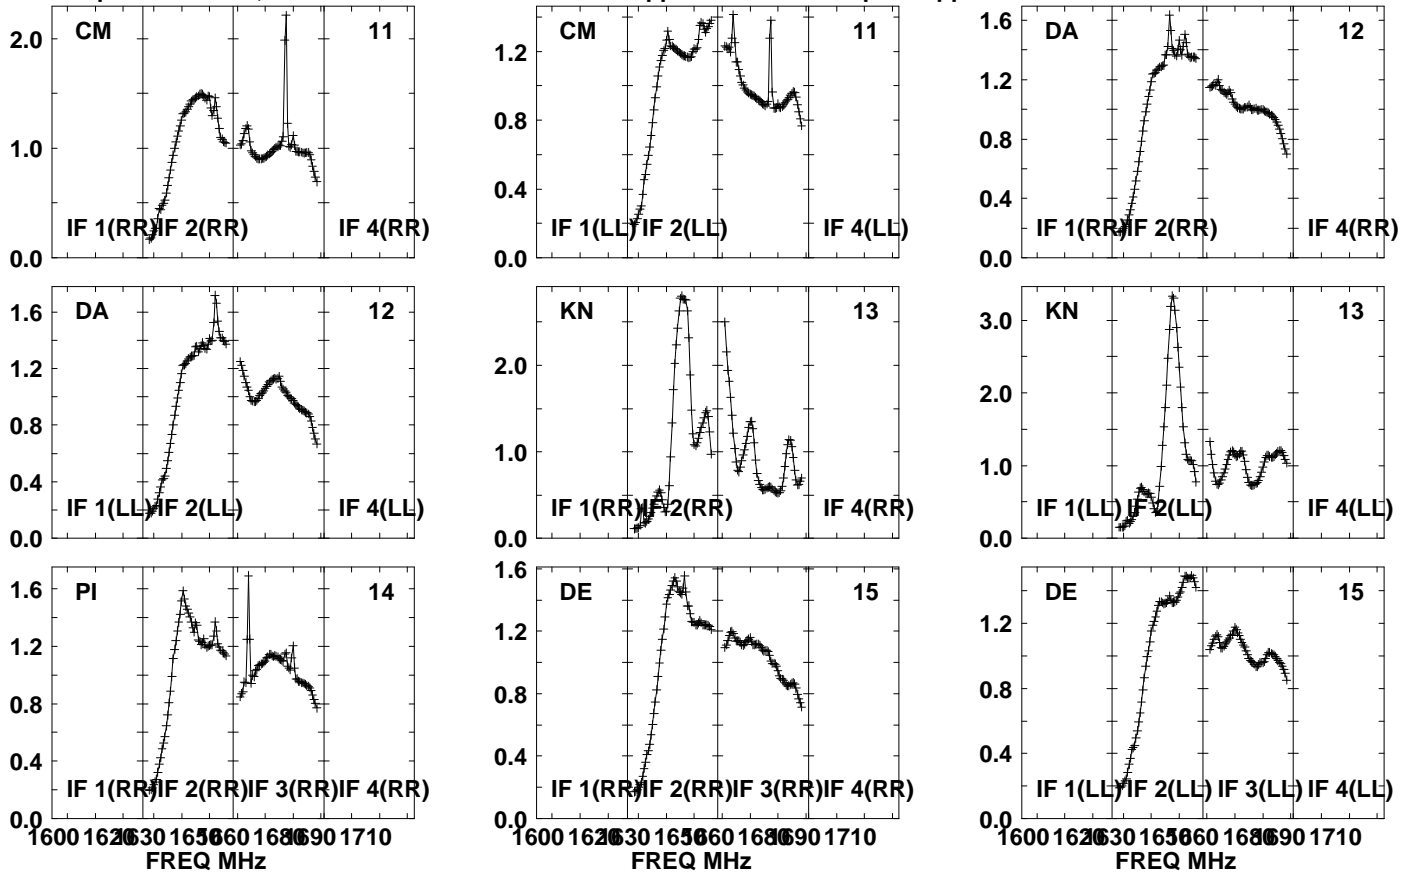 CM 11
2.0
1.5
1.0
0.0
IF 1(RR) IF 2(RR) IF 4(RR)
CM 11
1.2
0.8
0.4
0.0
IF 1(LL) IF 2(LL) IF 4(LL)
DA 12
1.6
1.2
0.8
0.4
0.0
IF 1(RR) IF 2(RR) IF 4(RR)
DA 12
1.6
1.2
0.8
0.4
0.0
IF 1(LL) IF 2(LL) IF 4(LL)
KN 13
2.0
1.0
0.0
IF 1(RR) IF 2(RR) IF 4(RR)
KN 13
3.0
2.0
1.0
0.0
IF 1(LL) IF 2(LL) IF 4(LL)
PI 14
1.6
1.2
0.8
0.4
0.0
IF 1(RR) IF 2(RR) IF 3(RR) IF 4(RR)
1600 1620 1630 1650 1660 1680 1690 1710
FREQ MHz
DE 15
1.6
1.2
0.8
0.4
0.0
IF 1(RR) IF 2(RR) IF 3(RR) IF 4(RR)
1600 1620 1630 1650 1660 1680 1690 1710
FREQ MHz
DE 15
1.2
0.8
0.4
0.0
IF 1(LL) IF 2(LL) IF 3(LL) IF 4(LL)
1600 1620 1630 1650 1660 1680 1690 1710
FREQ MHz